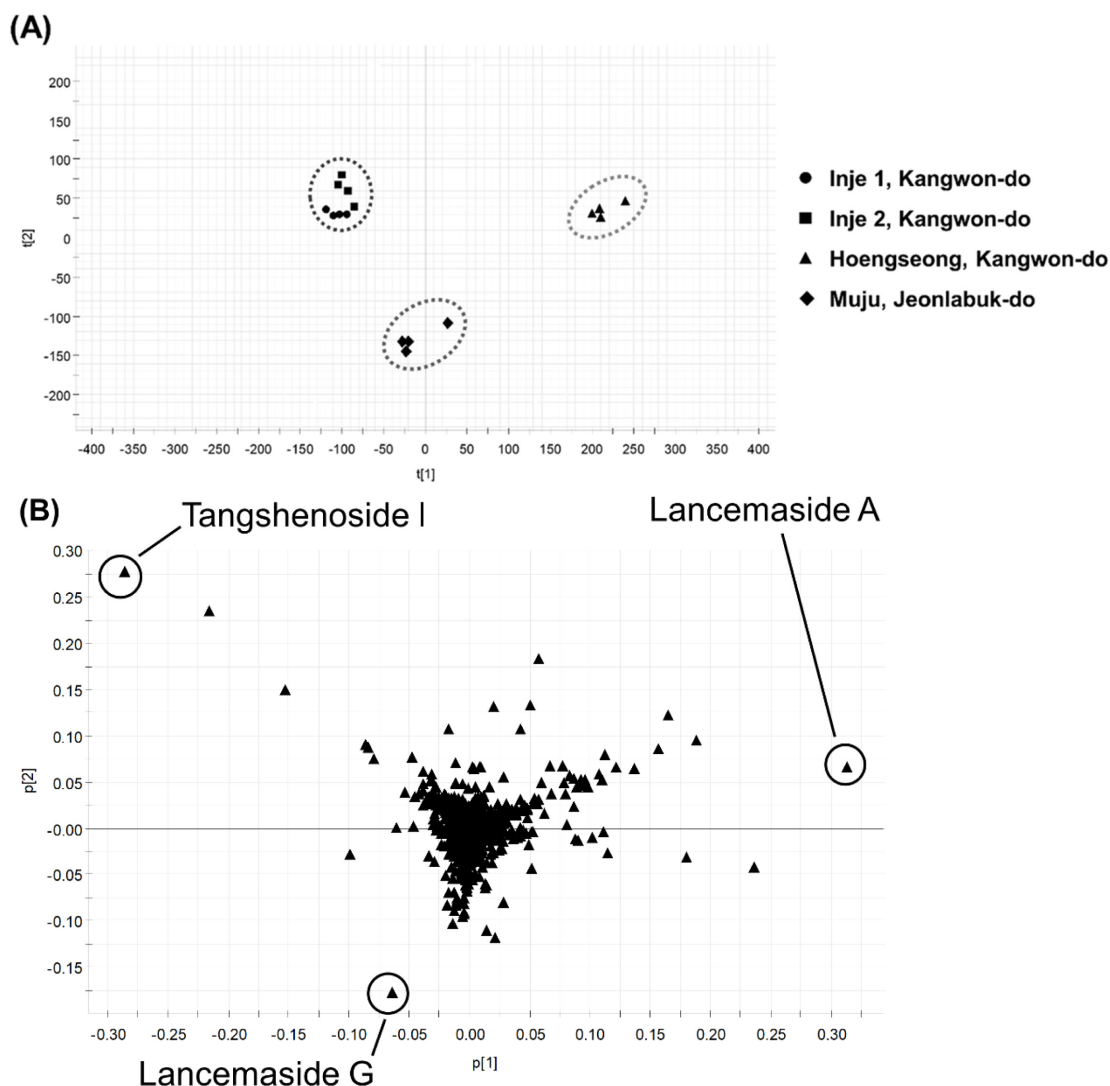 (A)
t[2]
200
150
100
50
0
-50
-100
-150
-200
-400 -350 -300 -250 -200 -150 -100 -50 0 50 100 150 200 250 300 350 400
t[1]
Inje 1, Kangwon-do
Inje 2, Kangwon-do
Hoengseong, Kangwon-do
Muju, Jeonlabuk-do
(B)
Tangshenoside I
Lancemaside A
p[2]
0.30
0.25
0.20
0.15
0.10
0.05
-0.00
-0.05
-0.10
-0.15
-0.30 -0.25 -0.20 -0.15 -0.10 -0.05 0.00 0.05 0.10 0.15 0.20 0.25 0.30
p[1]
Lancemaside G